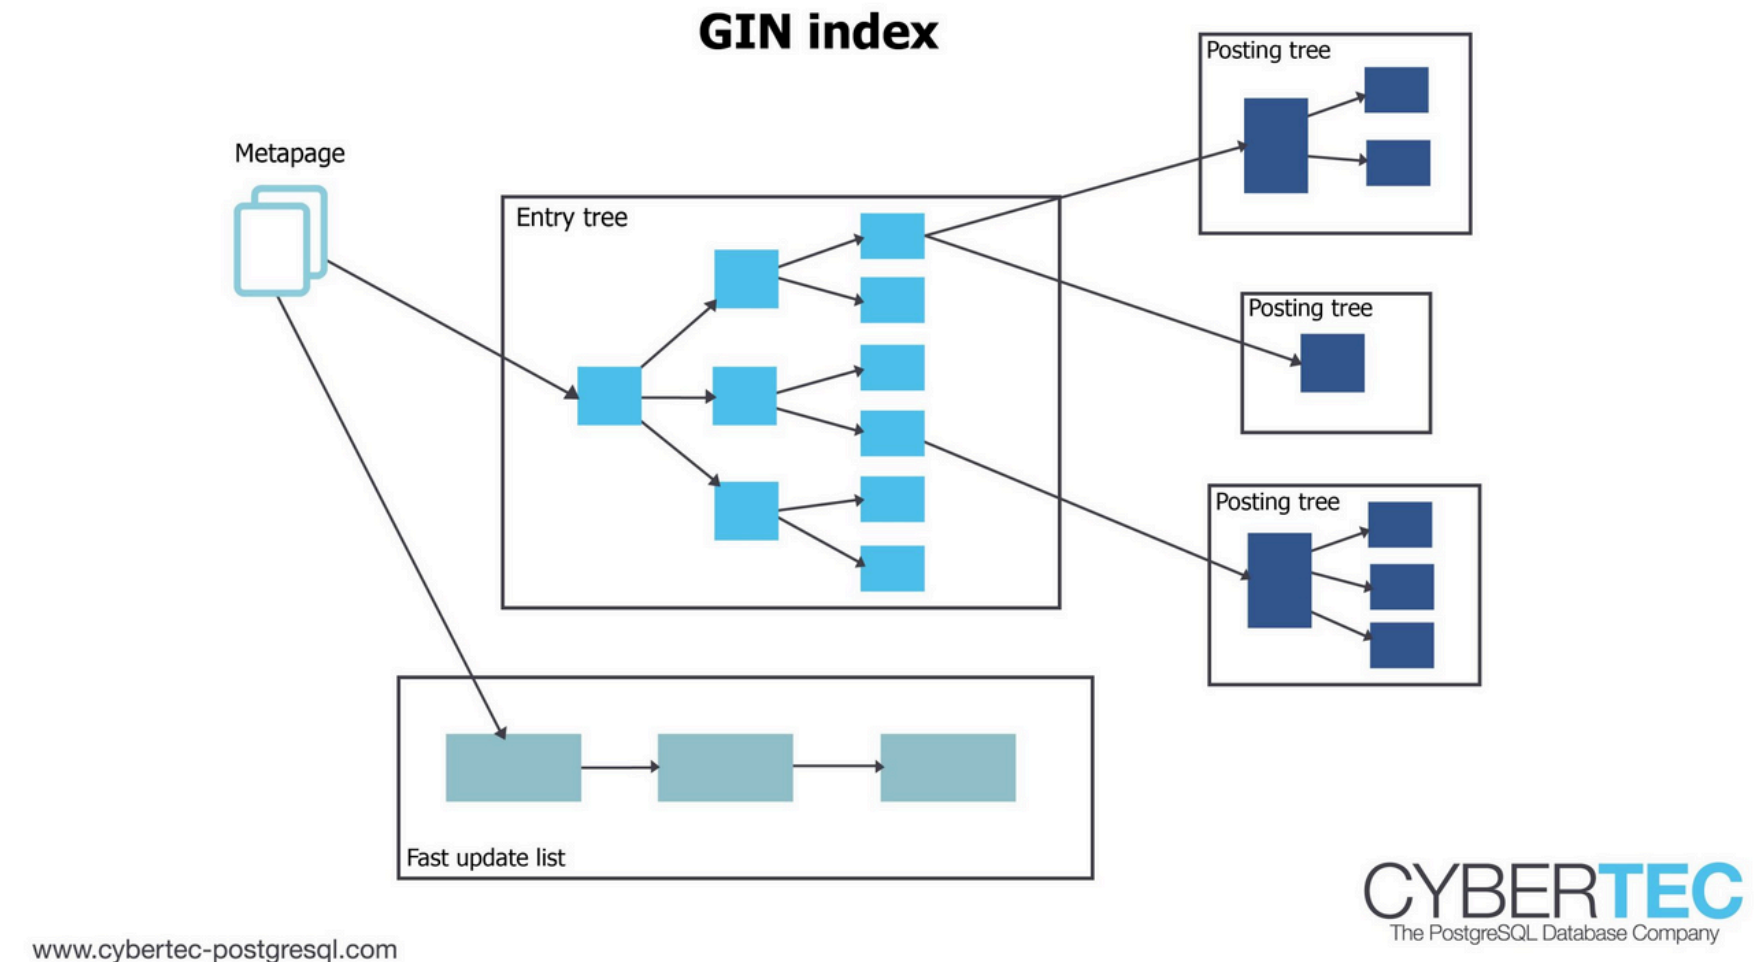 GIN index
Posting tree
Metapage
Entry tree
Posting tree
Posting tree
Fast update list
CYBERTEC
The PostgreSQL Database Company
www.cybertec-postgresql.com